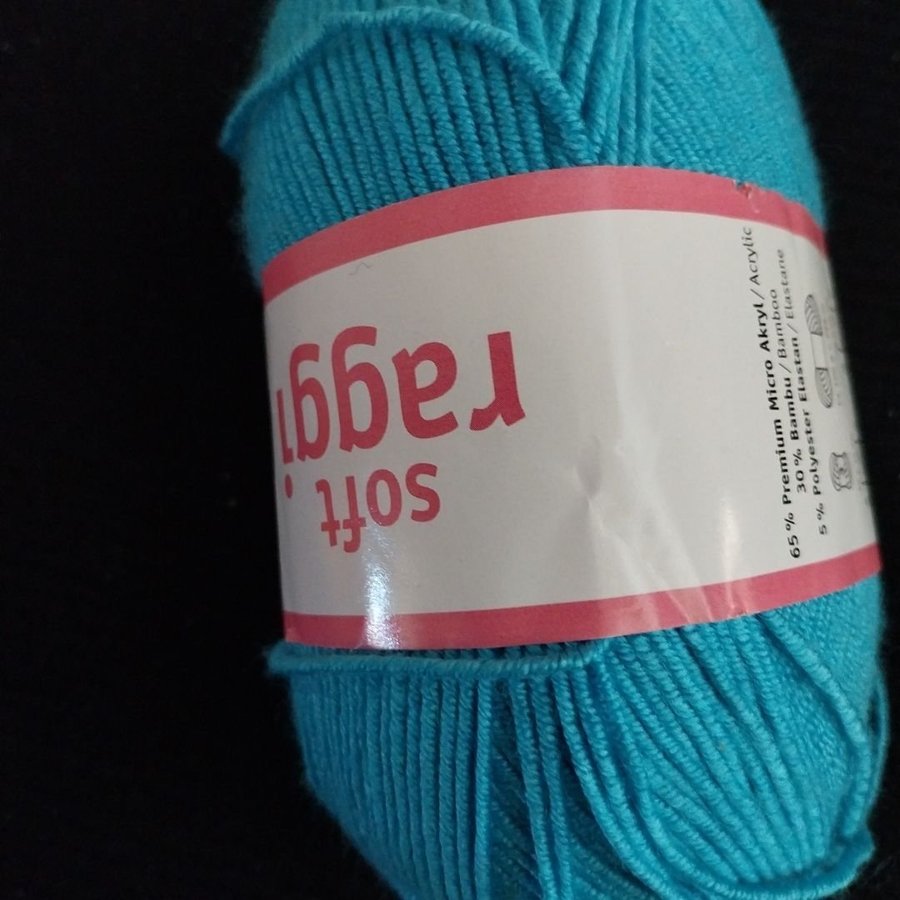 soft
raggi
65% Premium Micro Akryl / Acrylic
30% Bambu / Bamboo
5% Polyester Elastan / Elastane